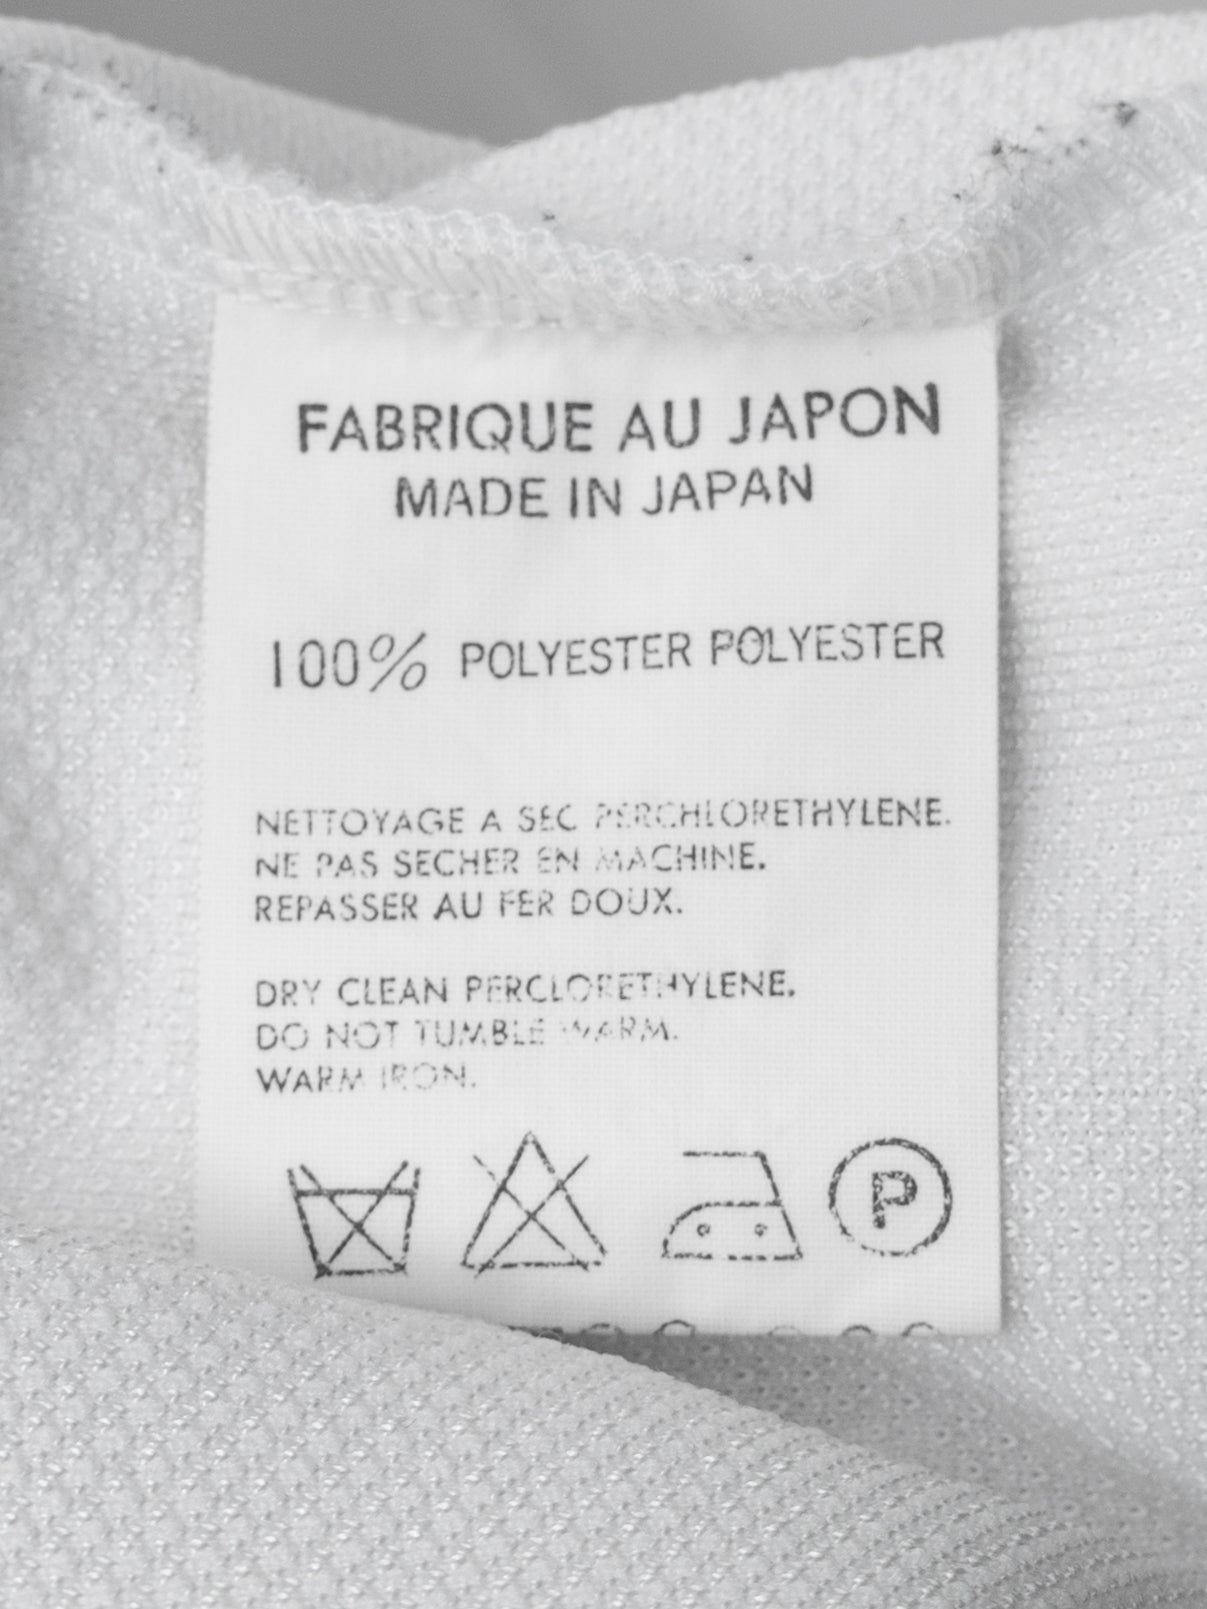 FABRIQUE AU JAPON
MADE IN JAPAN
100% POLYESTER POLYESTER
NETTOYAGE A SEC PERCHLORETHYLENE.
NE PAS SECHER EN MACHINE.
REPASSER AU FER DOUX.
DRY CLEAN PERCLORETHYLENE.
DO NOT TUMBLE WARM.
WARM IRON.
P